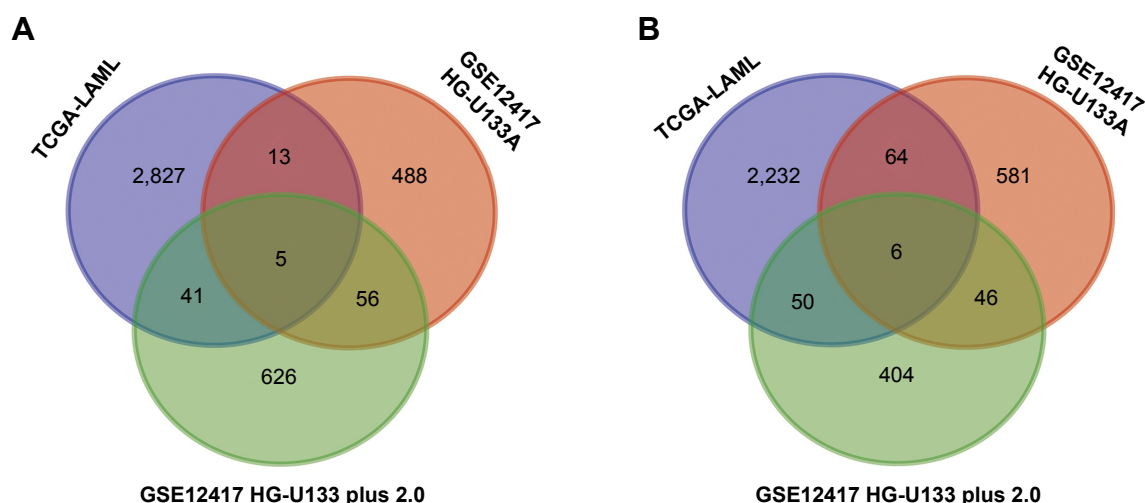 A
TCGA-LAML
GSE12417
HG-U133A
2,827
13
488
5
41
56
626
GSE12417 HG-U133 plus 2.0
B
TCGA-LAML
GSE12417
HG-U133A
2,232
64
581
6
50
46
404
GSE12417 HG-U133 plus 2.0